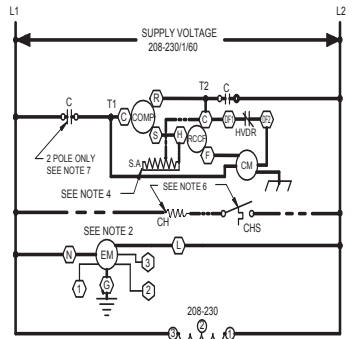 L1 L2
SUPPLY VOLTAGE
208-230/1/60
C T1 C COMP R T2 C
S H RCCF C DF1 HVDR DF2
2 POLE ONLY
SEE NOTE 7
S.A
F CM
SEE NOTE 4
SEE NOTE 6
CH CHS
SEE NOTE 2
N EM L
3
1 G 2
208-230
3 2 1